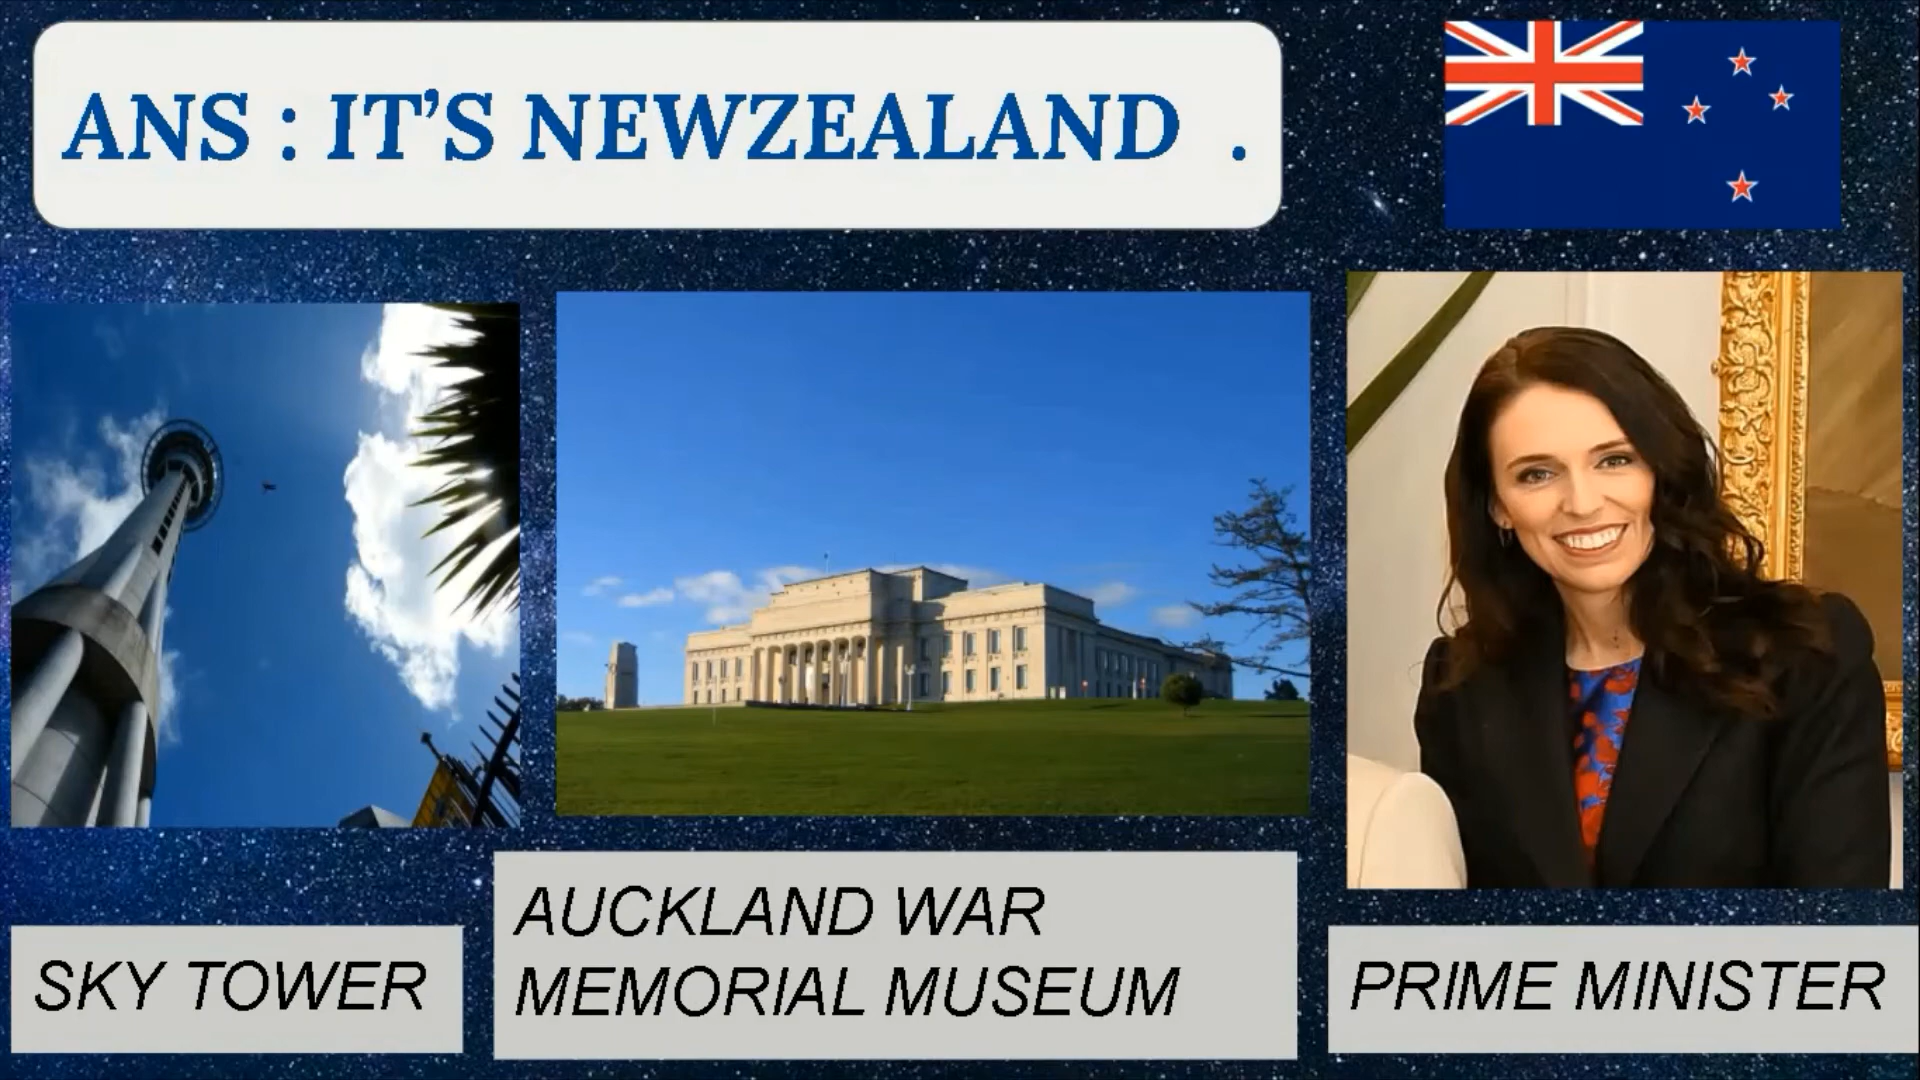 ANS : IT’S NEWZEALAND .
SKY TOWER
AUCKLAND WAR
MEMORIAL MUSEUM
PRIME MINISTER